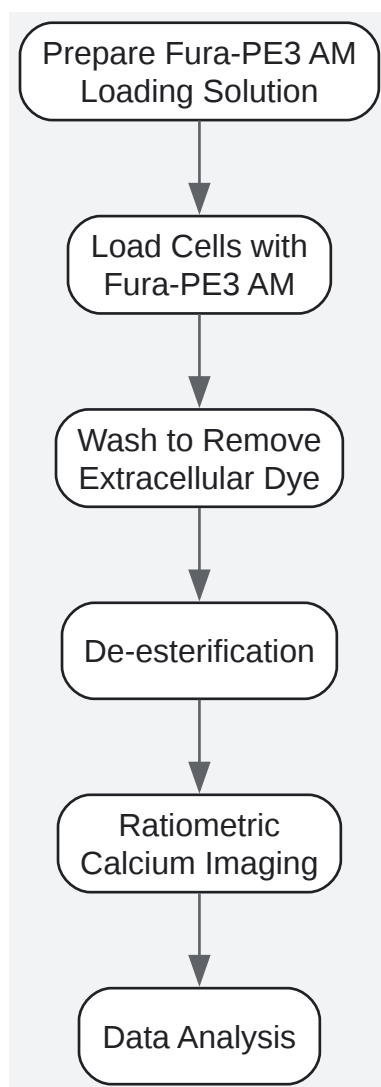 Prepare Fura-PE3 AM
Loading Solution
Load Cells with
Fura-PE3 AM
Wash to Remove
Extracellular Dye
De-esterification
Ratiometric
Calcium Imaging
Data Analysis